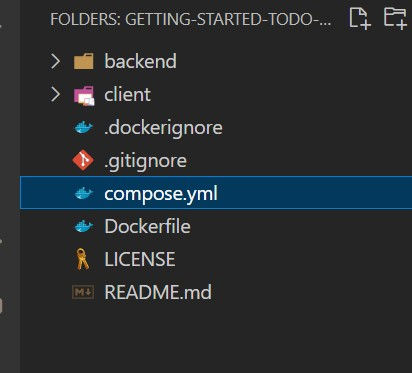 FOLDERS: GETTING-STARTED-TODO-...
backend
client
.dockerignore
.gitignore
compose.yml
Dockerfile
LICENSE
README.md